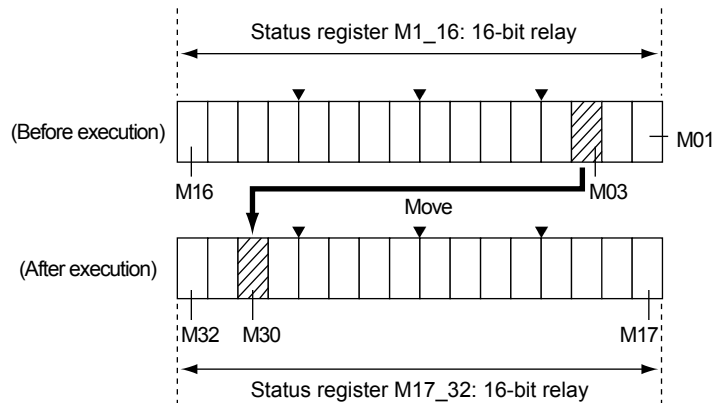 Status register M1_16: 16-bit relay
(Before execution)
M01
M16
M03
Move
(After execution)
M32
M30
M17
Status register M17_32: 16-bit relay